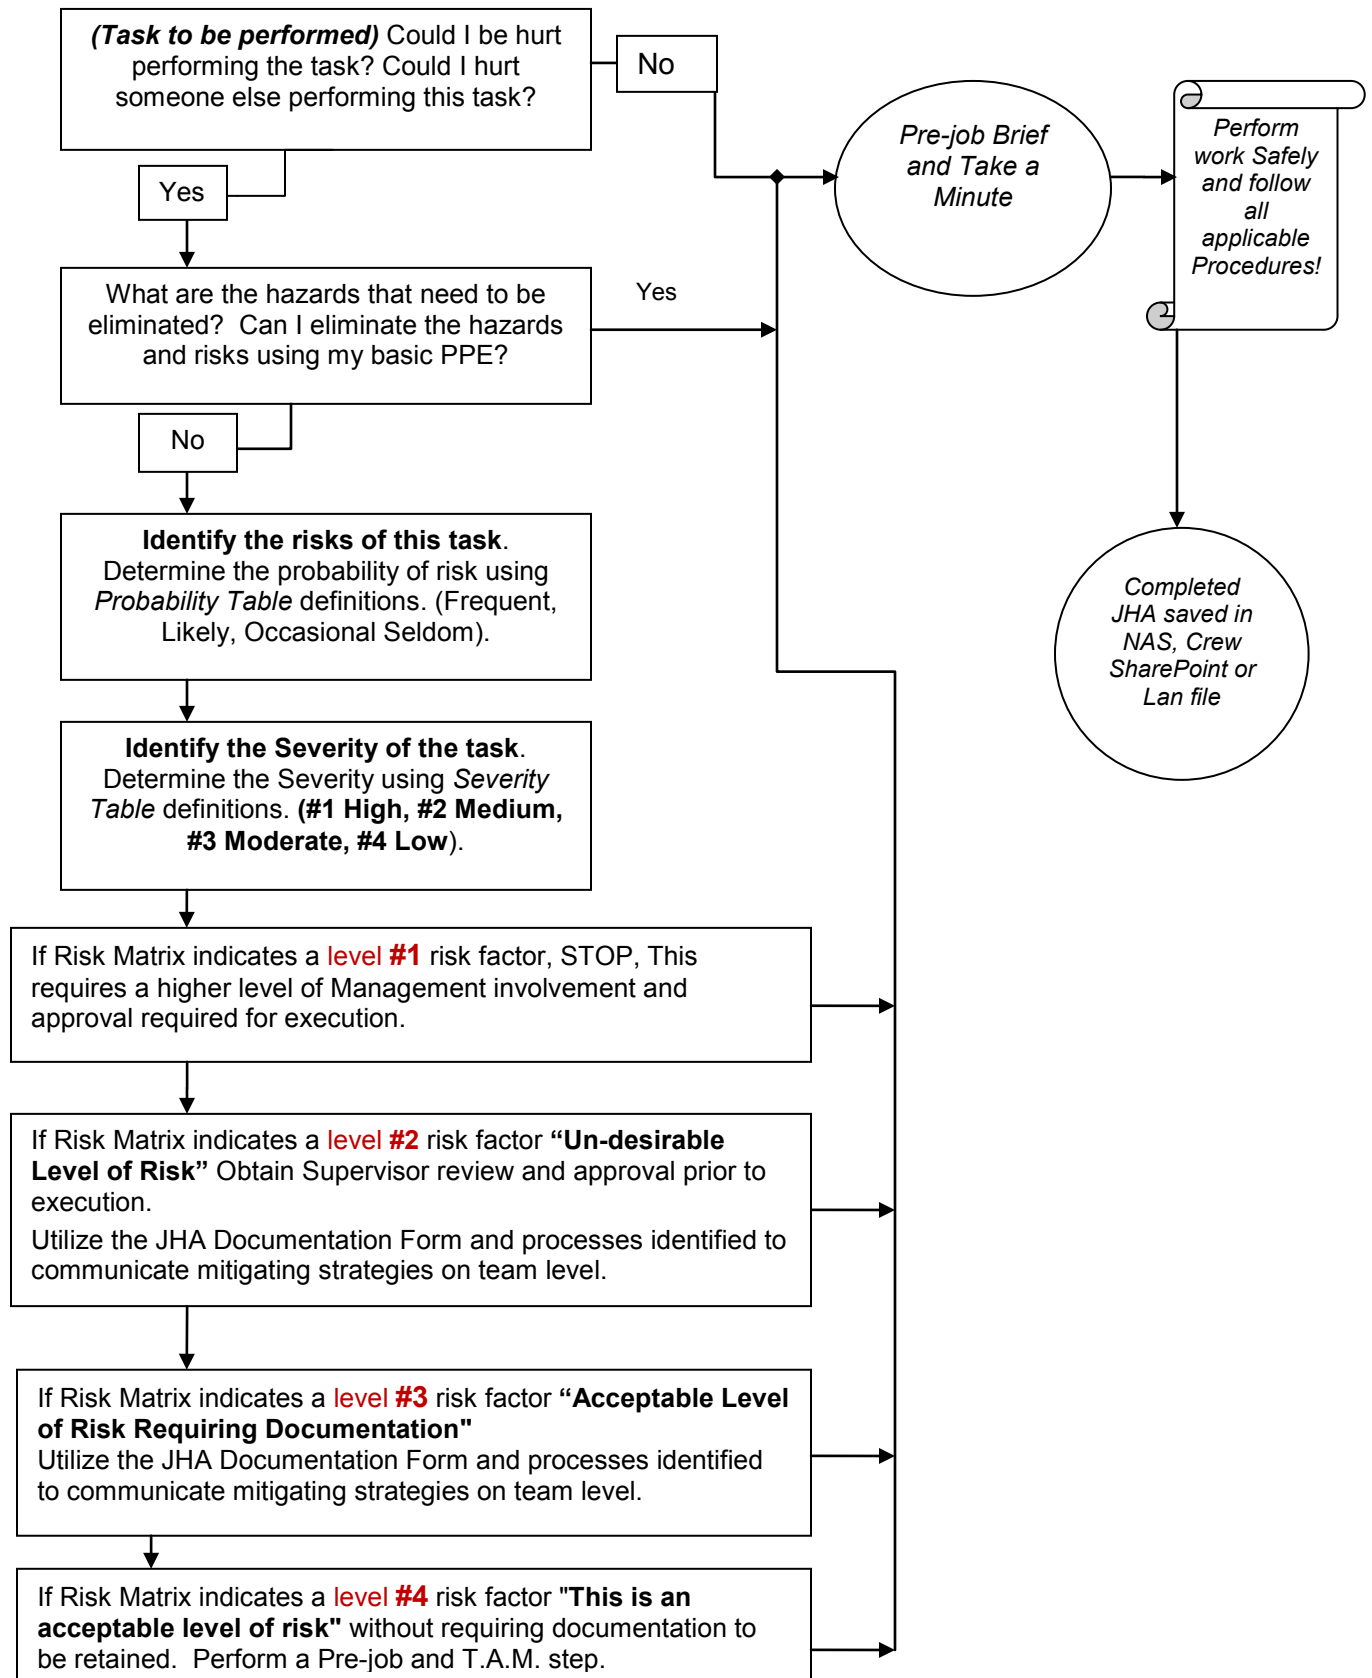 (Task to be performed) Could I be hurt
performing the task? Could I hurt
someone else performing this task?
No
Yes
Pre-job Brief
and Take a
Minute
Perform
work Safely
and follow
all
applicable
Procedures!
What are the hazards that need to be
eliminated?  Can I eliminate the hazards
and risks using my basic PPE?
Yes
No
Identify the risks of this task.
Determine the probability of risk using
Probability Table definitions. (Frequent,
Likely, Occasional Seldom).
Completed
JHA saved in
NAS, Crew
SharePoint or
Lan file
Identify the Severity of the task.
Determine the Severity using Severity
Table definitions. (#1 High, #2 Medium,
#3 Moderate, #4 Low).
If Risk Matrix indicates a level #1 risk factor, STOP, This
requires a higher level of Management involvement and
approval required for execution.
If Risk Matrix indicates a level #2 risk factor “Un-desirable
Level of Risk” Obtain Supervisor review and approval prior to
execution.
Utilize the JHA Documentation Form and processes identified to
communicate mitigating strategies on team level.
If Risk Matrix indicates a level #3 risk factor “Acceptable Level
of Risk Requiring Documentation"
Utilize the JHA Documentation Form and processes identified
to communicate mitigating strategies on team level.
If Risk Matrix indicates a level #4 risk factor "This is an
acceptable level of risk" without requiring documentation to
be retained.  Perform a Pre-job and T.A.M. step.